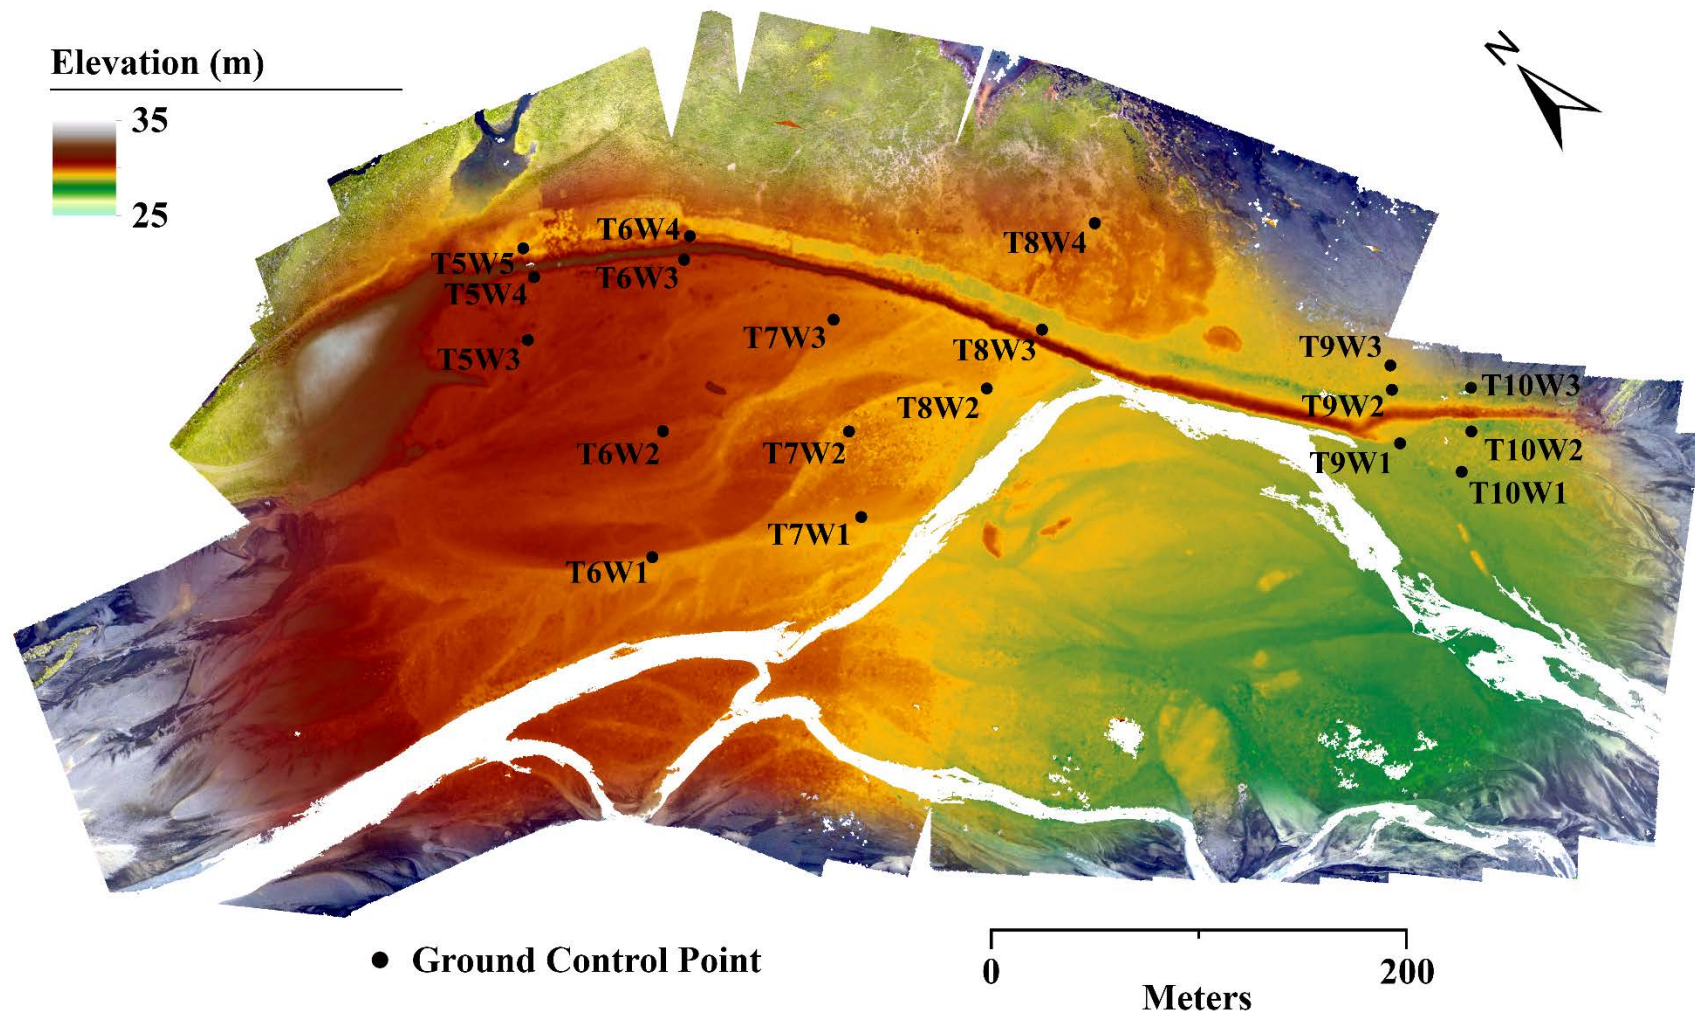 Elevation (m)
35
25
N
T6W4
T8W4
T5W5
T6W3
T5W4
T7W3
T8W3
T9W3
T5W3
T10W3
T8W2
T9W2
T6W2
T7W2
T10W2
T9W1
T10W1
T7W1
T6W1
Ground Control Point
0
200
Meters